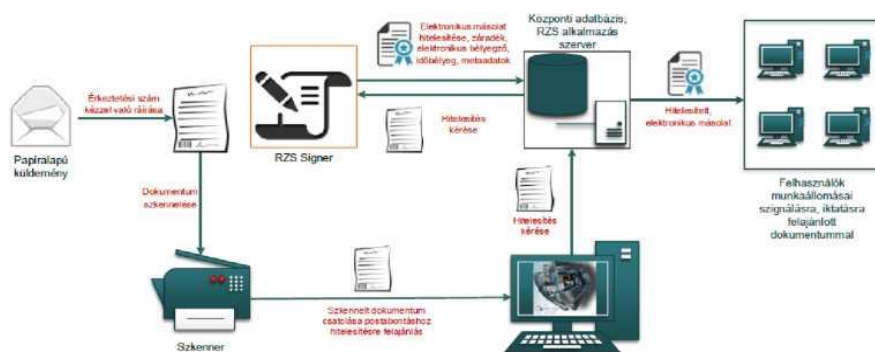 Elektronikus másolat
hitelesítése, záradék,
elektronikus bélyegző,
időbélyeg, metaadatok
Központi adatbázis,
RZS alkalmazás
szerver
Érkeztetési szám
kézzel való ráírása
Papíralapú
küldemény
RZS Signer
Hitelesítés
kérése
Hitelesített,
elektronikus másolat
Felhasználók
munkaállomásai
szignálásra, iktatásra
felajánlott
dokumentummal
Dokumentum
szkennelése
Hitelesítés
kérése
Szkenner
Szkennelt dokumentum
csatolása postabontáshoz
hitelesítésre felajánlás